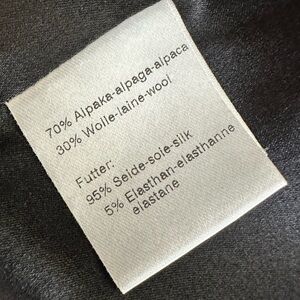 70% Alpaka-alpaga-alpaca
30% Wolle-laine-wool
Futter:
95% Seide-soie-silk
5% Elasthan-elasthanne
elastane